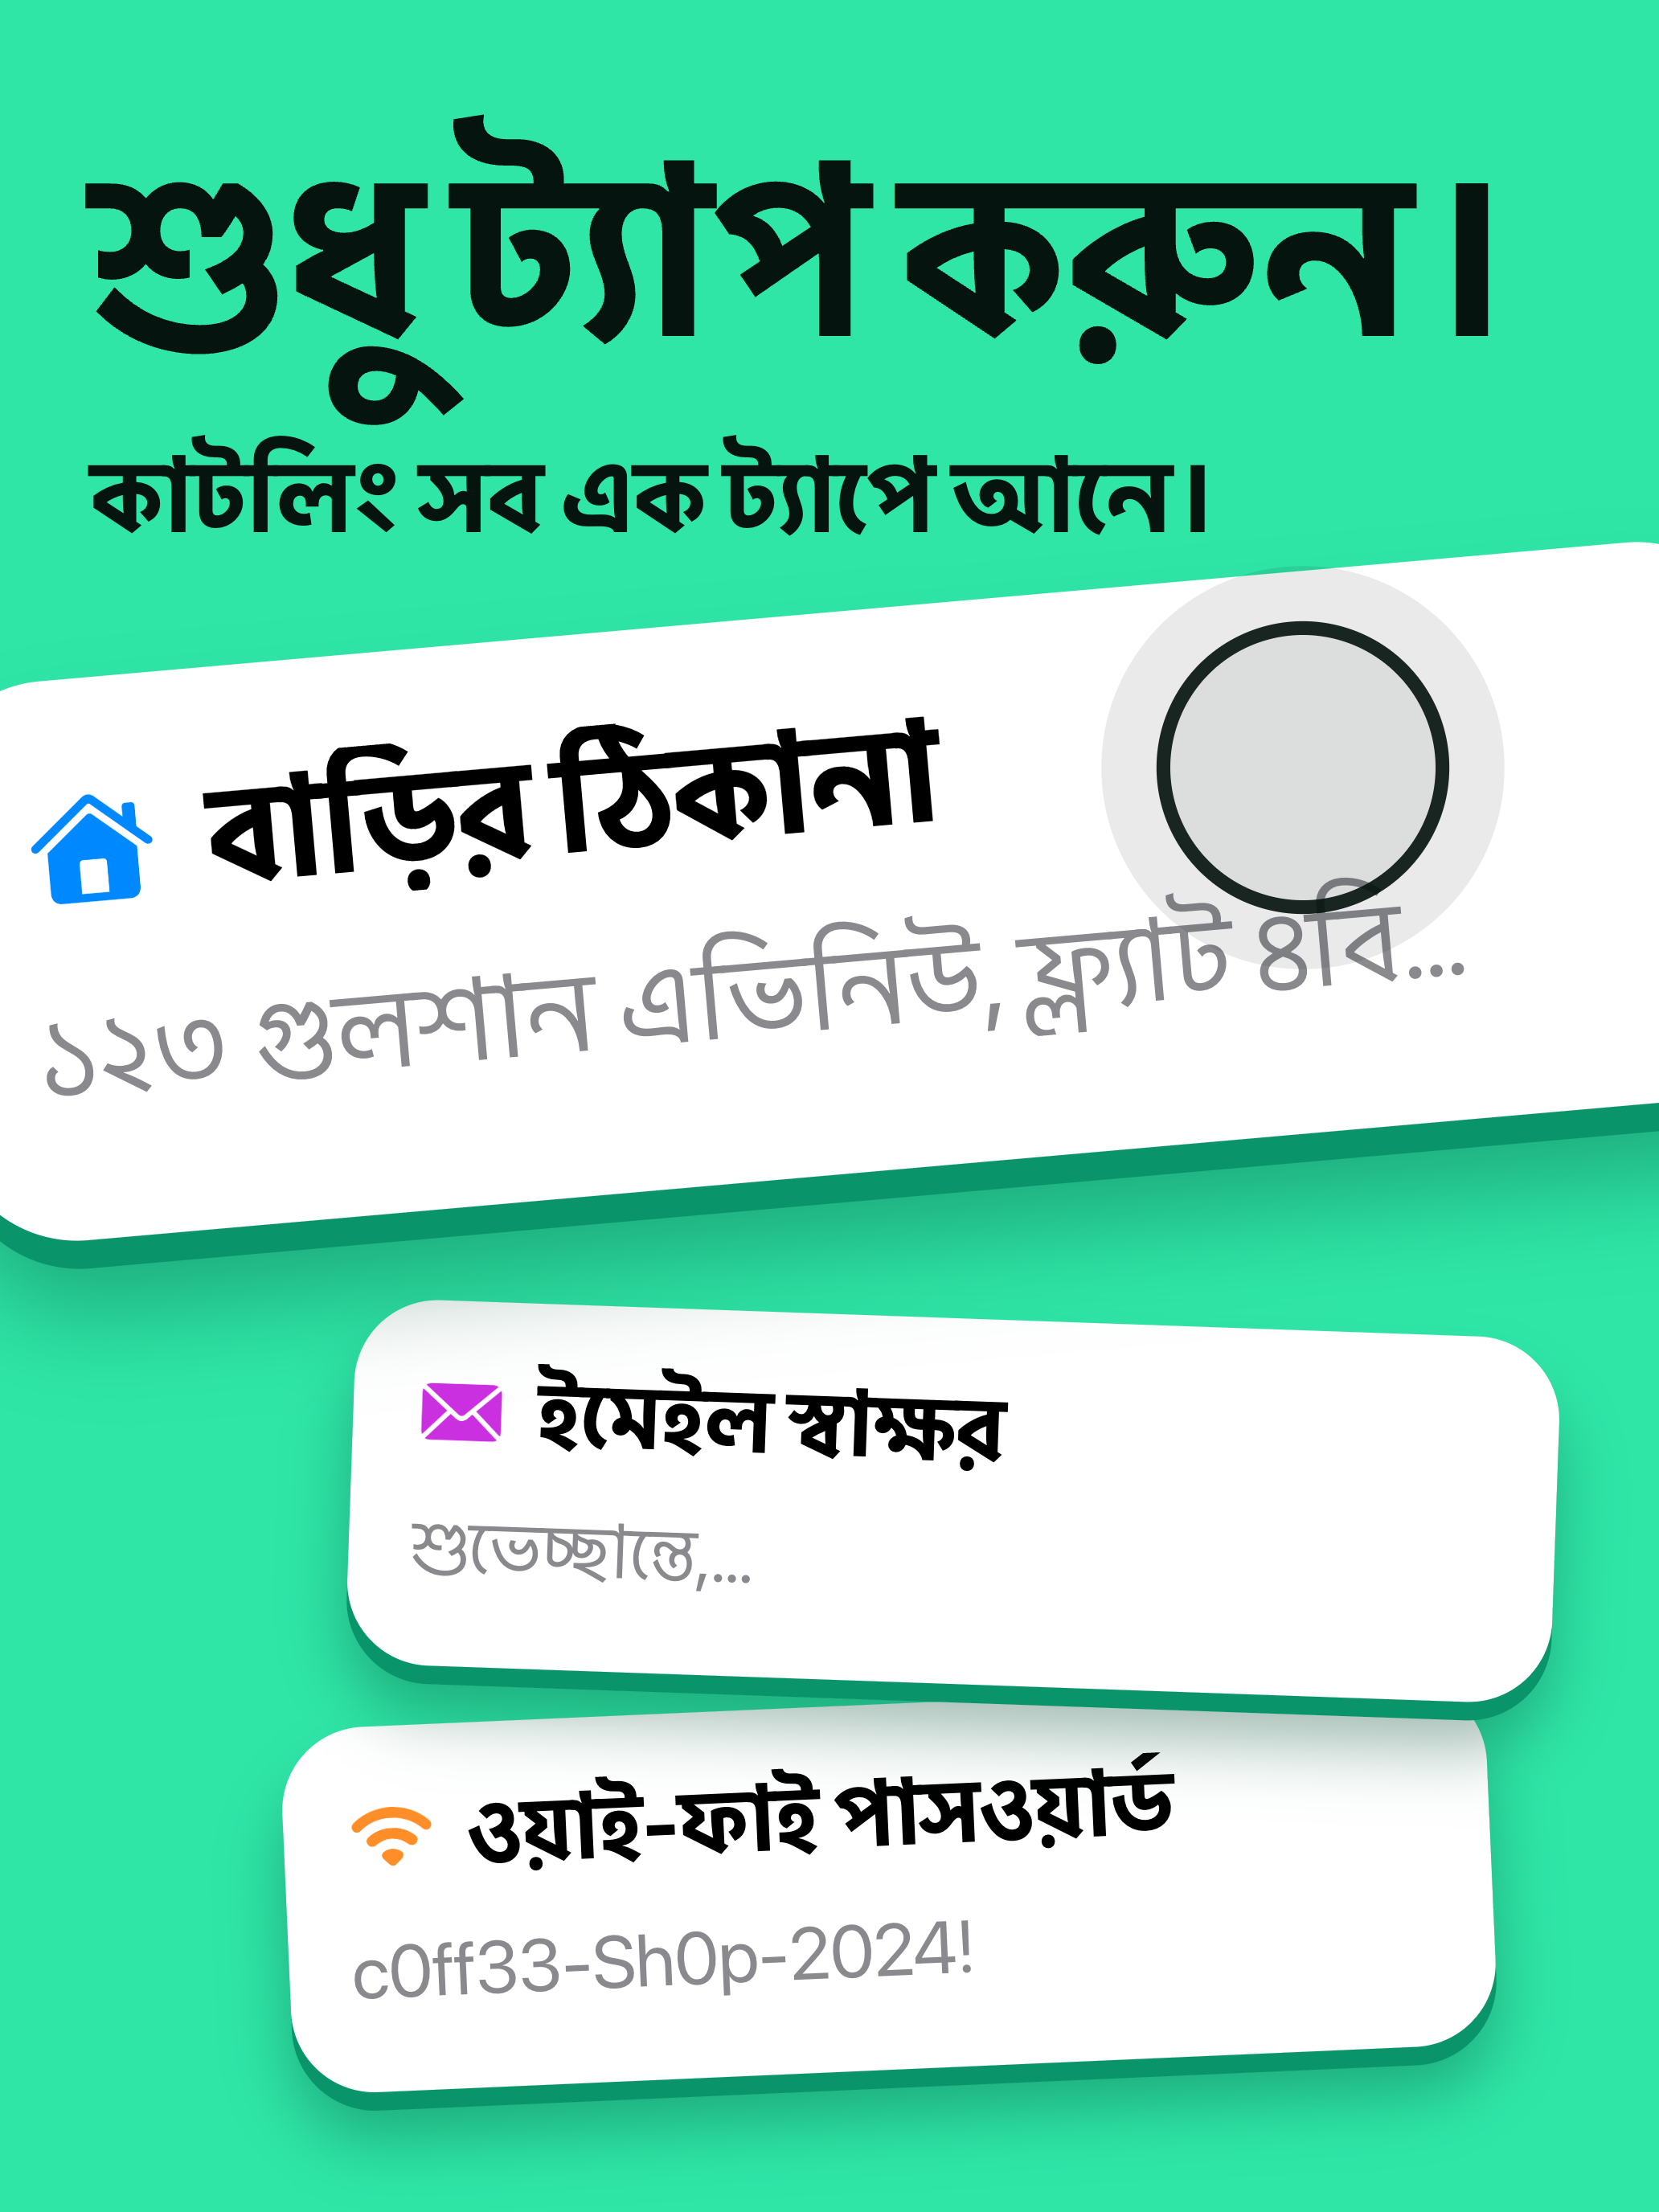 শুধু ট্যাপ করুন।
কাটলিং সব এক ট্যাপে আনে।
বাড়ির ঠিকানা
১২৩ গুলশান এভিনিউ, ফ্ল্যাট ৪বি...
ইমেইল স্বাক্ষর
শুভেচ্ছান্তে,...
ওয়াই-ফাই পাসওয়ার্ড
c0ff33-Sh0p-2024!